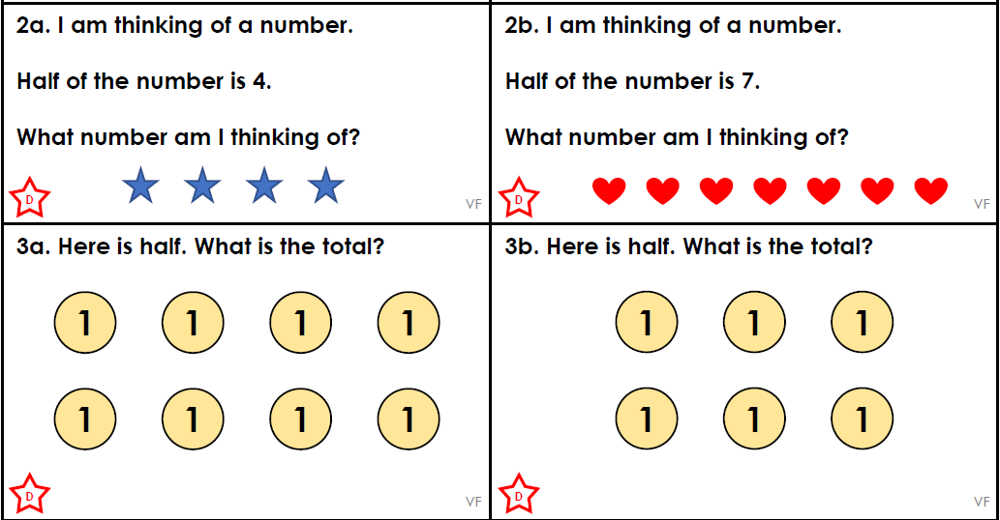 2a. I am thinking of a number.
Half of the number is 4.
What number am I thinking of?
D
VF
2b. I am thinking of a number.
Half of the number is 7.
What number am I thinking of?
D
VF
3a. Here is half. What is the total?
1 1 1 1
1 1 1 1
D
VF
3b. Here is half. What is the total?
1 1 1
1 1 1
D
VF